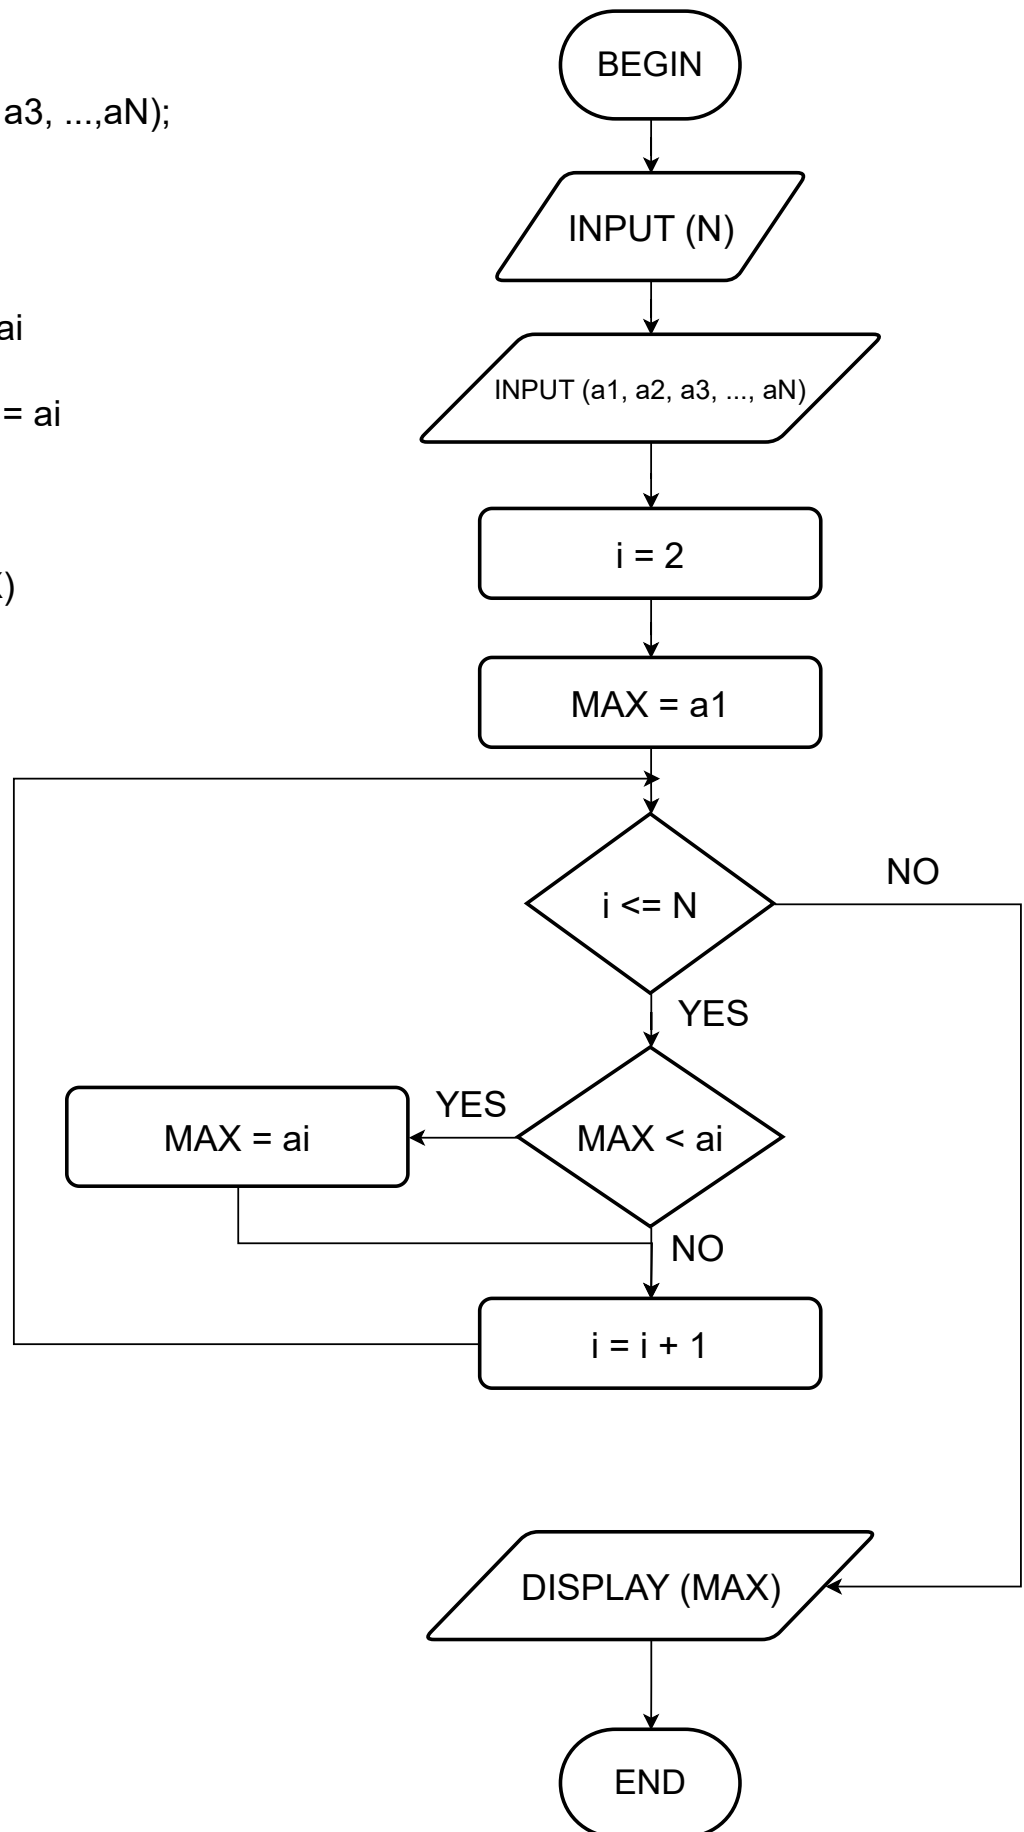 BEGIN
a3, ...,aN);
INPUT (N)
ai
= ai
INPUT (a1, a2, a3, ..., aN)
i = 2
)
MAX = a1
i <= N
NO
YES
MAX < ai
YES
MAX = ai
NO
i = i + 1
DISPLAY (MAX)
END